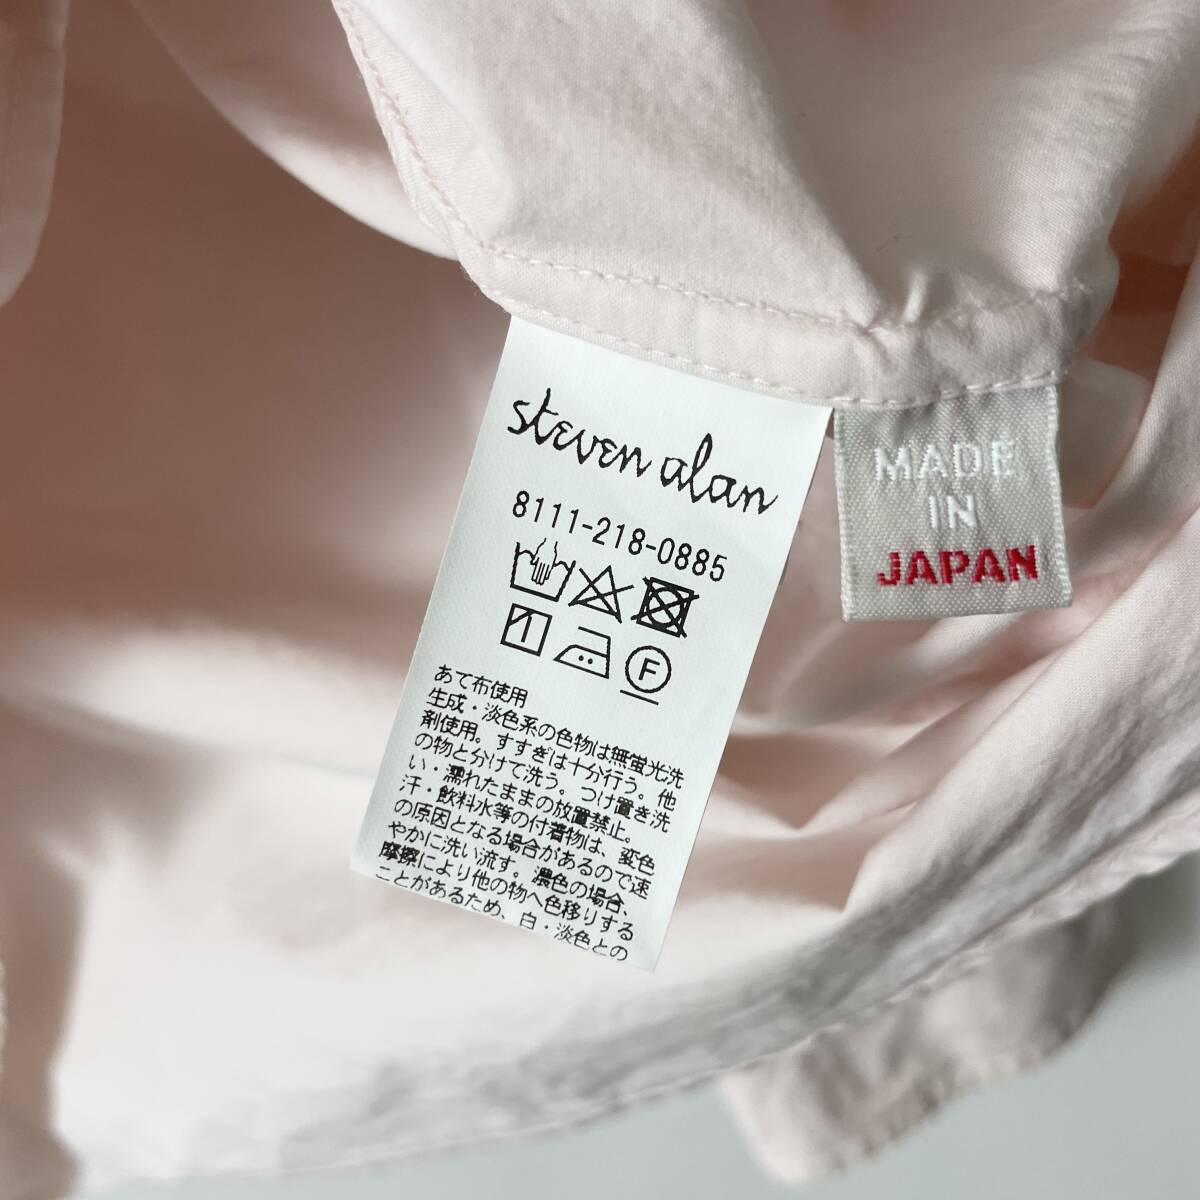 steven alan
8111-218-0885
F
あて布使用
生成・淡色系の色物は無蛍光洗
剤使用。すすぎは十分行う。他
の物と分けて洗う。つけ置き洗
い・濡れたままの放置禁止。
汗・飲料水等の付着物は、変色
の原因となる場合があるので速
やかに洗い流す。濃色の場合、
摩擦により他の物へ色移りする
ことがあるため、白・淡色との
MADE
IN
JAPAN